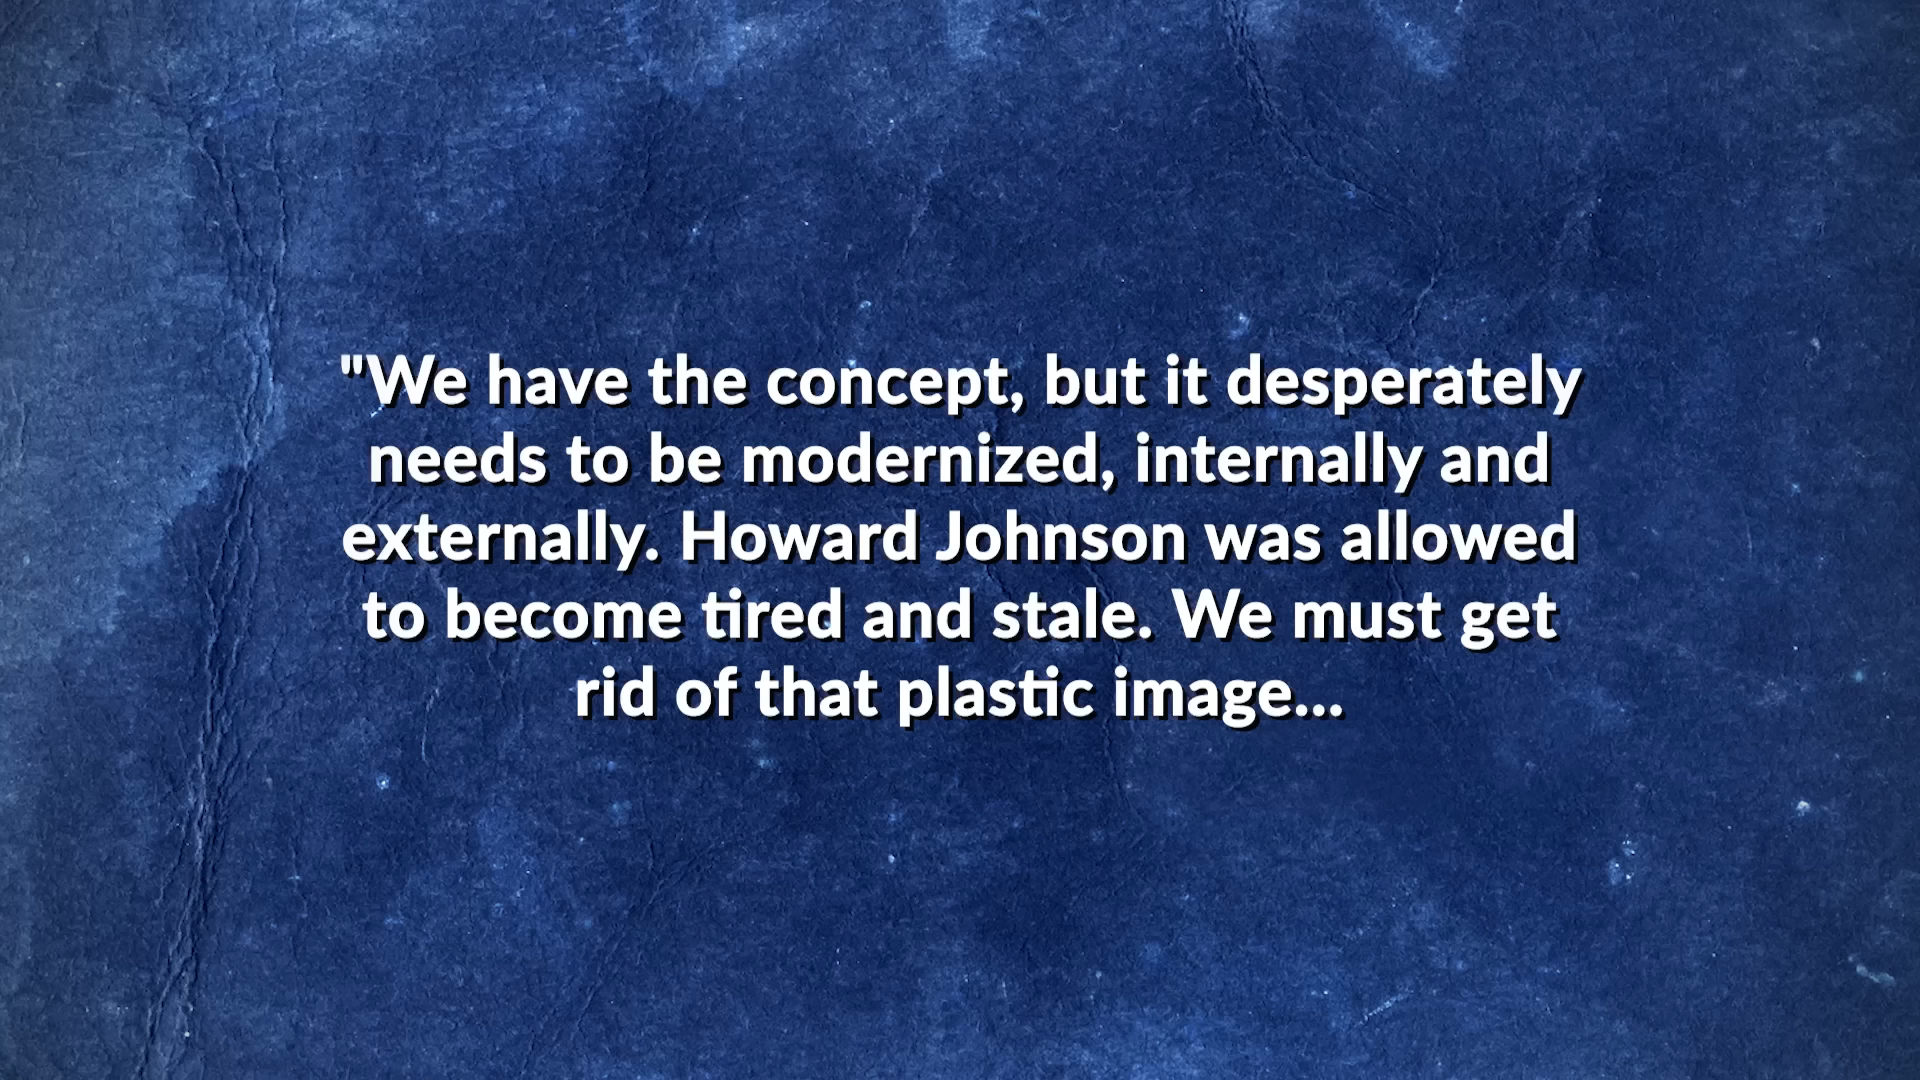 "We have the concept, but it desperately
needs to be modernized, internally and
externally. Howard Johnson was allowed
to become tired and stale. We must get
rid of that plastic image...